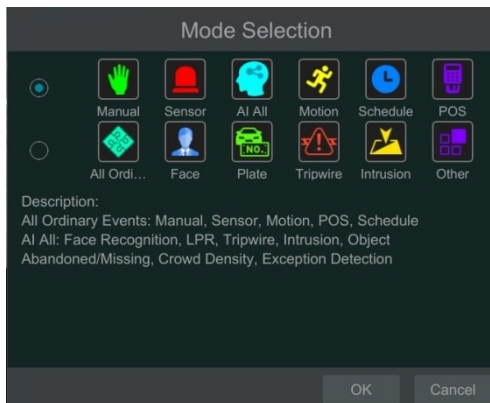 Mode Selection
Manual Sensor AI All Motion Schedule POS
NO.
All Ordi... Face Plate Tripwire Intrusion Other
Description:
All Ordinary Events: Manual, Sensor, Motion, POS, Schedule
AI All: Face Recognition, LPR, Tripwire, Intrusion, Object
Abandoned/Missing, Crowd Density, Exception Detection
OK Cancel